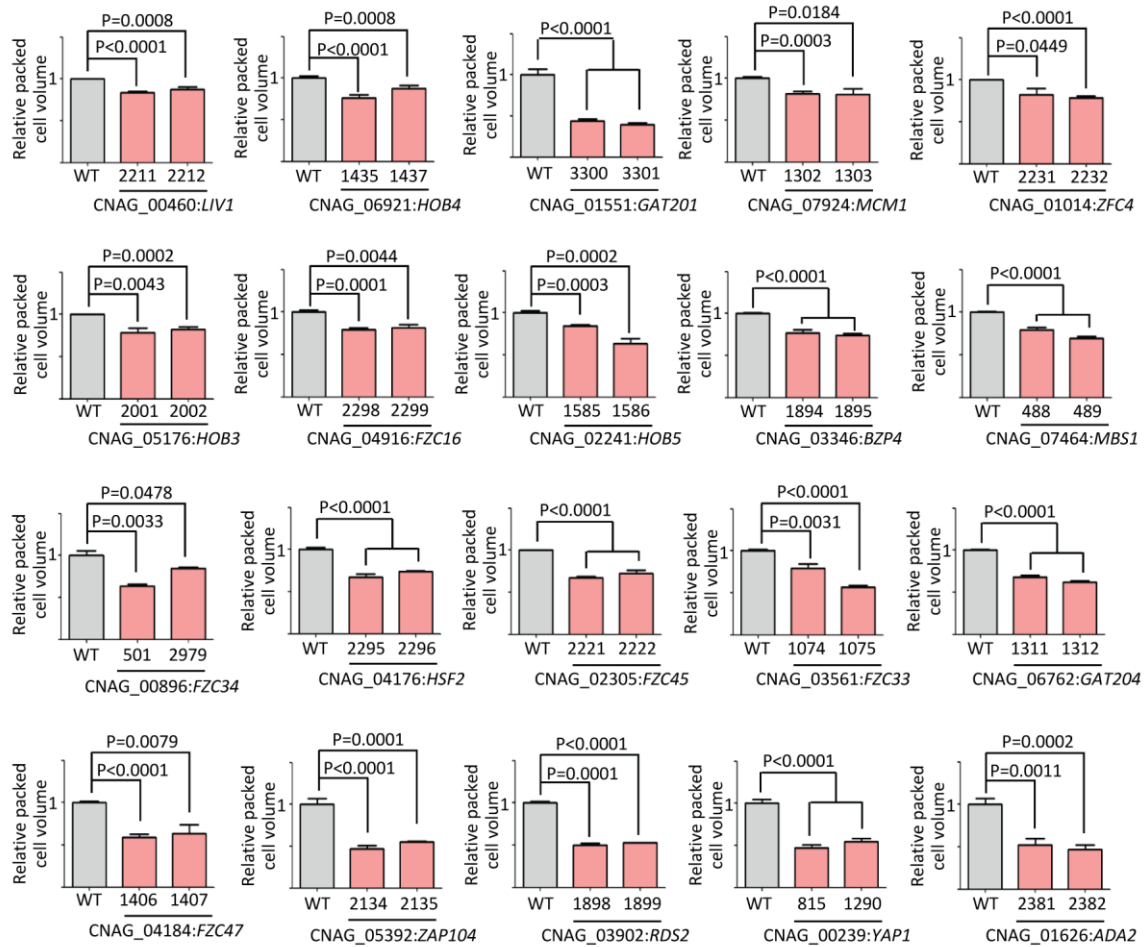 P=0.0008
P<0.0001
Relative packed
cell volume
1
WT 2211 2212
CNAG_00460:LIV1
P=0.0008
P<0.0001
Relative packed
cell volume
1
WT 1435 1437
CNAG_06921:HOB4
P<0.0001
Relative packed
cell volume
1
WT 3300 3301
CNAG_01551:GAT201
P=0.0184
P=0.0003
Relative packed
cell volume
1
WT 1302 1303
CNAG_07924:MCM1
P<0.0001
P=0.0449
Relative packed
cell volume
1
WT 2231 2232
CNAG_01014:ZFC4
P=0.0002
P=0.0043
Relative packed
cell volume
1
WT 2001 2002
CNAG_05176:HOB3
P=0.0044
P=0.0001
Relative packed
cell volume
1
WT 2298 2299
CNAG_04916:FZC16
P=0.0002
P=0.0003
Relative packed
cell volume
1
WT 1585 1586
CNAG_02241:HOB5
P<0.0001
Relative packed
cell volume
1
WT 1894 1895
CNAG_03346:BZP4
P<0.0001
Relative packed
cell volume
1
WT 488 489
CNAG_07464:MBS1
P=0.0478
P=0.0033
Relative packed
cell volume
1
WT 501 2979
CNAG_00896:FZC34
P<0.0001
Relative packed
cell volume
1
WT 2295 2296
CNAG_04176:HSF2
P<0.0001
Relative packed
cell volume
1
WT 2221 2222
CNAG_02305:FZC45
P<0.0001
P=0.0031
Relative packed
cell volume
1
WT 1074 1075
CNAG_03561:FZC33
P<0.0001
Relative packed
cell volume
1
WT 1311 1312
CNAG_06762:GAT204
P=0.0079
P<0.0001
Relative packed
cell volume
1
WT 1406 1407
CNAG_04184:FZC47
P=0.0001
P<0.0001
Relative packed
cell volume
1
WT 2134 2135
CNAG_05392:ZAP104
P<0.0001
P=0.0001
Relative packed
cell volume
1
WT 1898 1899
CNAG_03902:RDS2
P<0.0001
Relative packed
cell volume
1
WT 815 1290
CNAG_00239:YAP1
P=0.0002
P=0.0011
Relative packed
cell volume
1
WT 2381 2382
CNAG_01626:ADA2